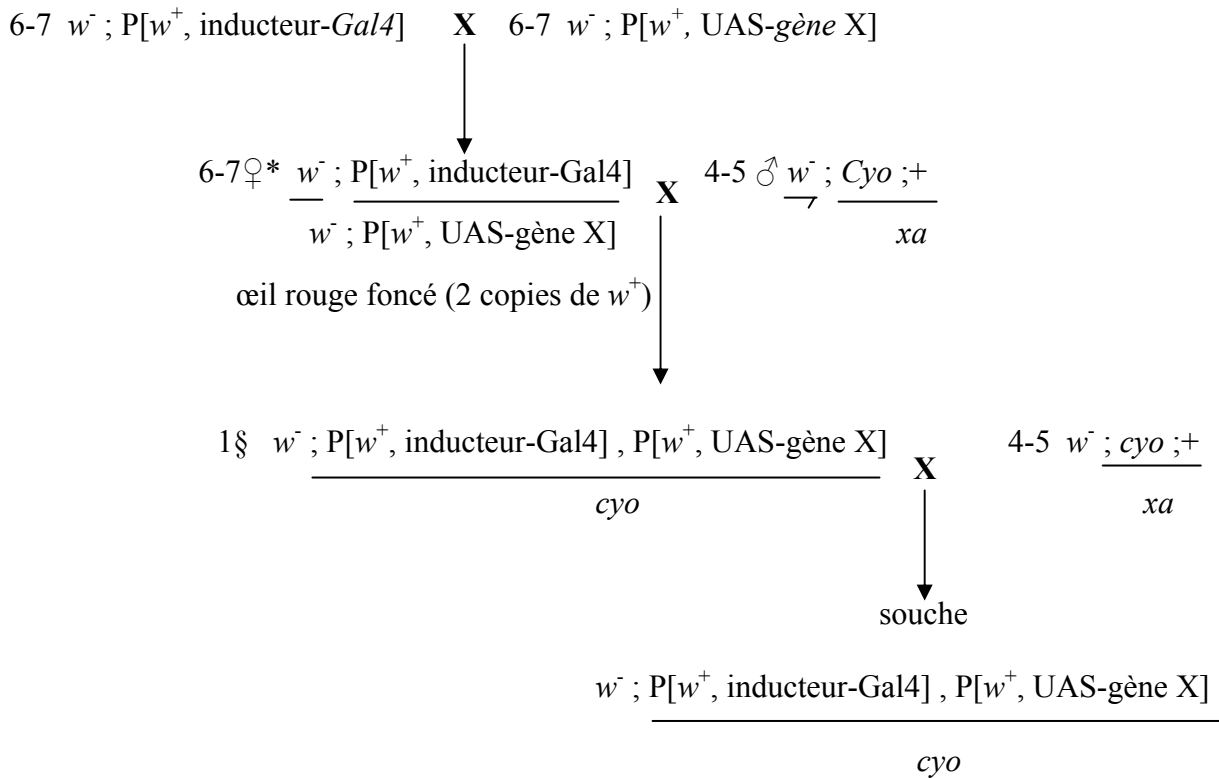 6-7 w⁻ ; P[w⁺, inducteur-Gal4] X 6-7 w⁻ ; P[w⁺, UAS-gène X]
6-7♀* w⁻ ; P[w⁺, inducteur-Gal4] X 4-5 ♂ w⁻ ; Cyo ;+
w⁻ ; P[w⁺, UAS-gène X] xa
œil rouge foncé (2 copies de w⁺)
1§ w⁻ ; P[w⁺, inducteur-Gal4] , P[w⁺, UAS-gène X] X 4-5 w⁻ ; cyo ;+
cyo xa
souche
w⁻ ; P[w⁺, inducteur-Gal4] , P[w⁺, UAS-gène X]
cyo